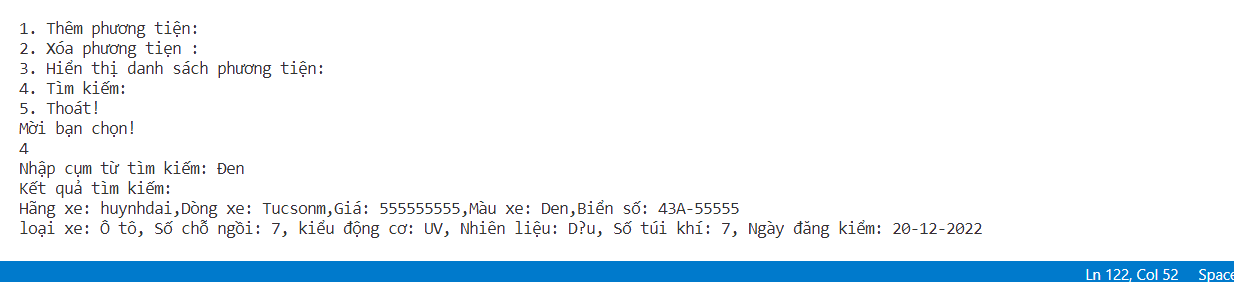 1. Thêm phương tiện:
2. Xóa phương tiẹn :
3. Hiển thị danh sách phương tiện:
4. Tìm kiếm:
5. Thoát!
Mời bạn chọn!
4
Nhập cụm từ tìm kiếm: Đen
Kết quả tìm kiếm:
Hãng xe: huynhdai,Dòng xe: Tucsonm,Giá: 555555555,Màu xe: Den,Biển số: 43A-55555
loại xe: Ô tô, Số chỗ ngồi: 7, kiểu động cơ: UV, Nhiên liệu: D?u, Số túi khí: 7, Ngày đăng kiểm: 20-12-2022
Ln 122, Col 52 Space